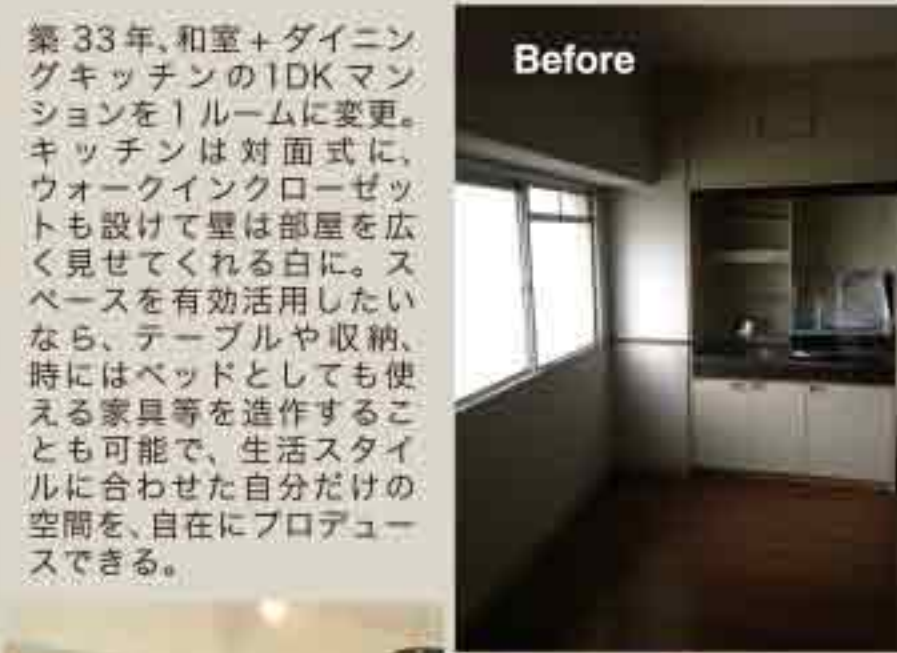 築33年、和室+ダイニン
グキッチンの1DKマン
ションを1ルームに変更。
キッチンは対面式に、
ウォークインクローゼッ
トも設けて壁は部屋を広
く見せてくれる白に。ス
ペースを有効活用したい
なら、テーブルや収納、
時にはベッドとしても使
える家具等を造作するこ
とも可能で、生活スタイ
ルに合わせた自分だけの
空間を、自在にプロデュー
スできる。
Before